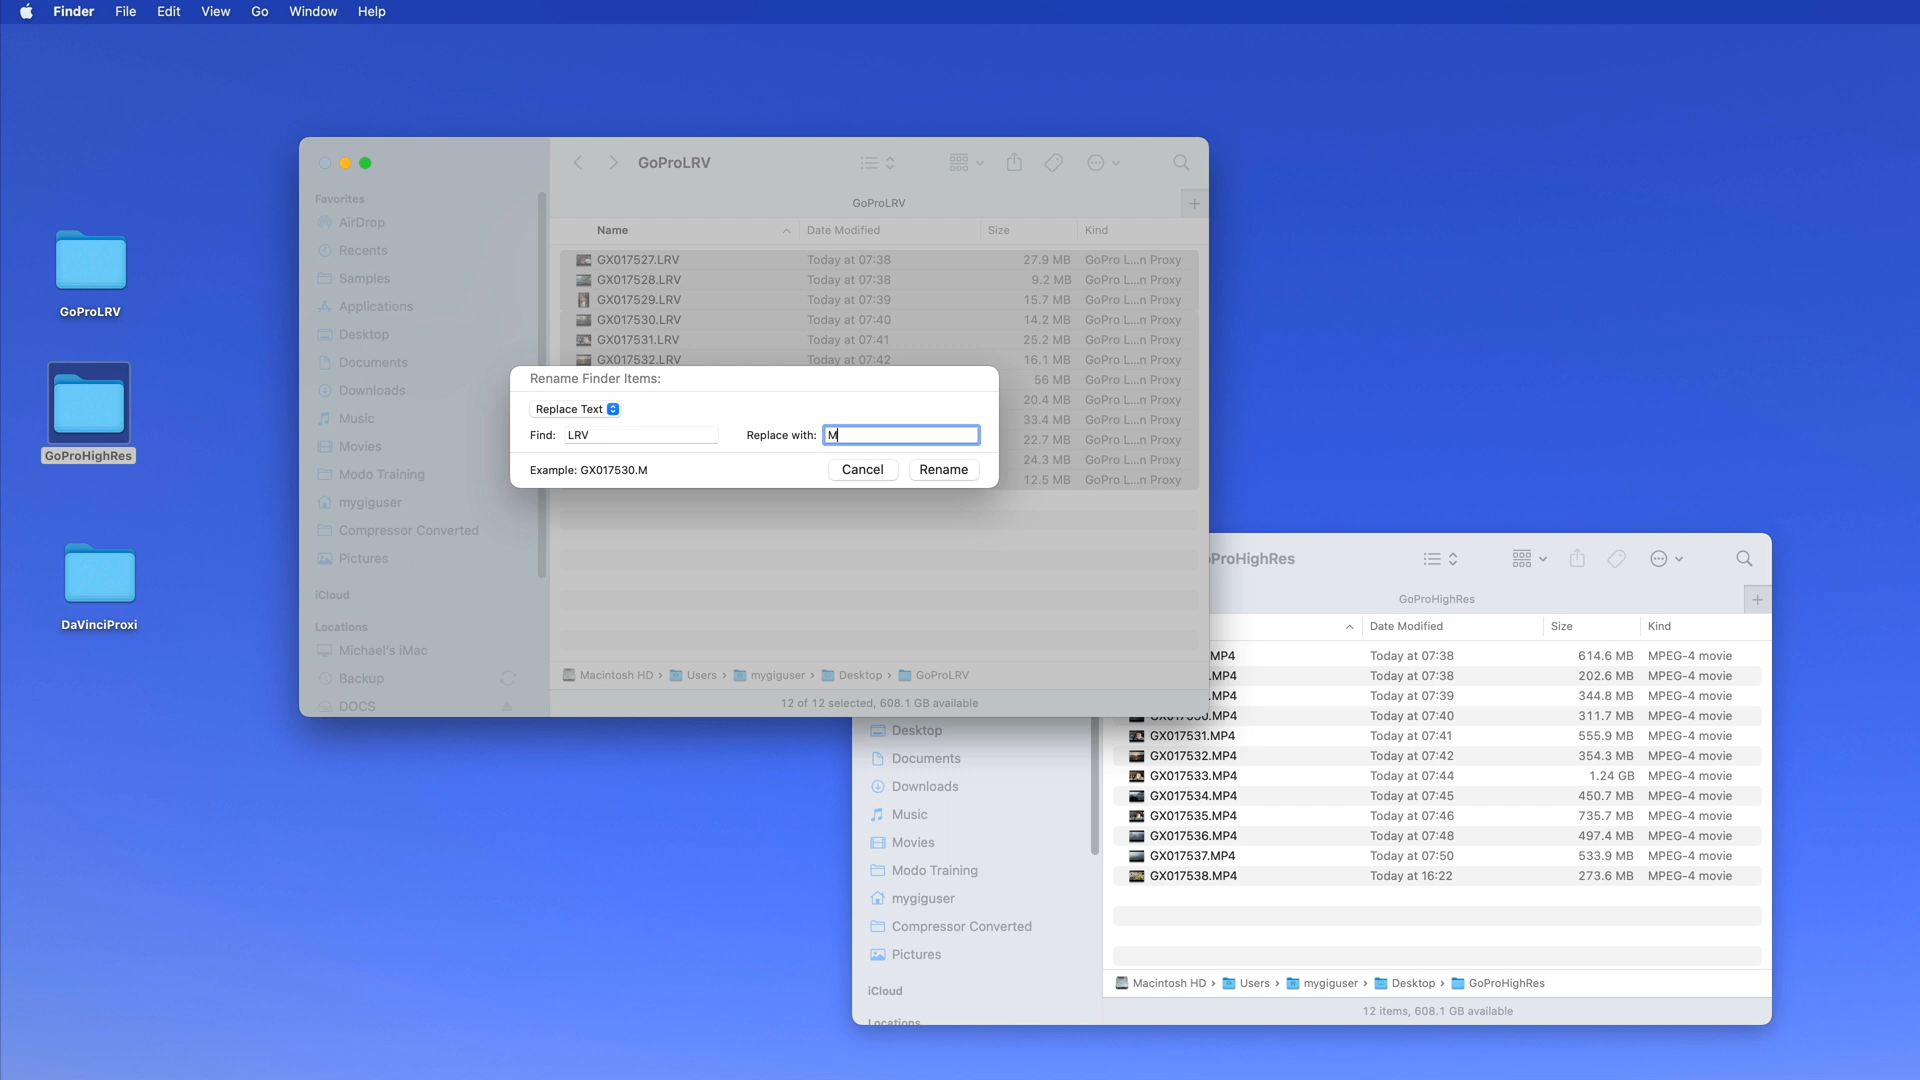 Finder File Edit View Go Window Help
GoProLRV
GoProHighRes
DaVinciProxi
GoProLRV
Favorites
AirDrop
Recents
Samples
Applications
Desktop
Documents
Downloads
Music
Movies
Modo Training
mygiguser
Compressor Converted
Pictures
iCloud
Locations
Michael's iMac
Backup
DOCS
GoProLRV
Name Date Modified Size Kind
GX017527.LRV Today at 07:38 27.9 MB GoPro L...n Proxy
GX017528.LRV Today at 07:38 9.2 MB GoPro L...n Proxy
GX017529.LRV Today at 07:39 15.7 MB GoPro L...n Proxy
GX017530.LRV Today at 07:40 14.2 MB GoPro L...n Proxy
GX017531.LRV Today at 07:41 25.2 MB GoPro L...n Proxy
GX017532.LRV Today at 07:42 16.1 MB GoPro L...n Proxy
56 MB GoPro L...n Proxy
20.4 MB GoPro L...n Proxy
33.4 MB GoPro L...n Proxy
22.7 MB GoPro L...n Proxy
24.3 MB GoPro L...n Proxy
12.5 MB GoPro L...n Proxy
Rename Finder Items:
Replace Text
Find: LRV Replace with: M
Example: GX017530.M Cancel Rename
Macintosh HD › Users › mygiguser › Desktop › GoProLRV
12 of 12 selected, 608.1 GB available
ProHighRes
GoProHighRes
Date Modified Size Kind
MP4 Today at 07:38 614.6 MB MPEG-4 movie
.MP4 Today at 07:38 202.6 MB MPEG-4 movie
.MP4 Today at 07:39 344.8 MB MPEG-4 movie
GX017530.MP4 Today at 07:40 311.7 MB MPEG-4 movie
GX017531.MP4 Today at 07:41 555.9 MB MPEG-4 movie
GX017532.MP4 Today at 07:42 354.3 MB MPEG-4 movie
GX017533.MP4 Today at 07:44 1.24 GB MPEG-4 movie
GX017534.MP4 Today at 07:45 450.7 MB MPEG-4 movie
GX017535.MP4 Today at 07:46 735.7 MB MPEG-4 movie
GX017536.MP4 Today at 07:48 497.4 MB MPEG-4 movie
GX017537.MP4 Today at 07:50 533.9 MB MPEG-4 movie
GX017538.MP4 Today at 16:22 273.6 MB MPEG-4 movie
Desktop
Documents
Downloads
Music
Movies
Modo Training
mygiguser
Compressor Converted
Pictures
iCloud
Locations
Macintosh HD › Users › mygiguser › Desktop › GoProHighRes
12 items, 608.1 GB available